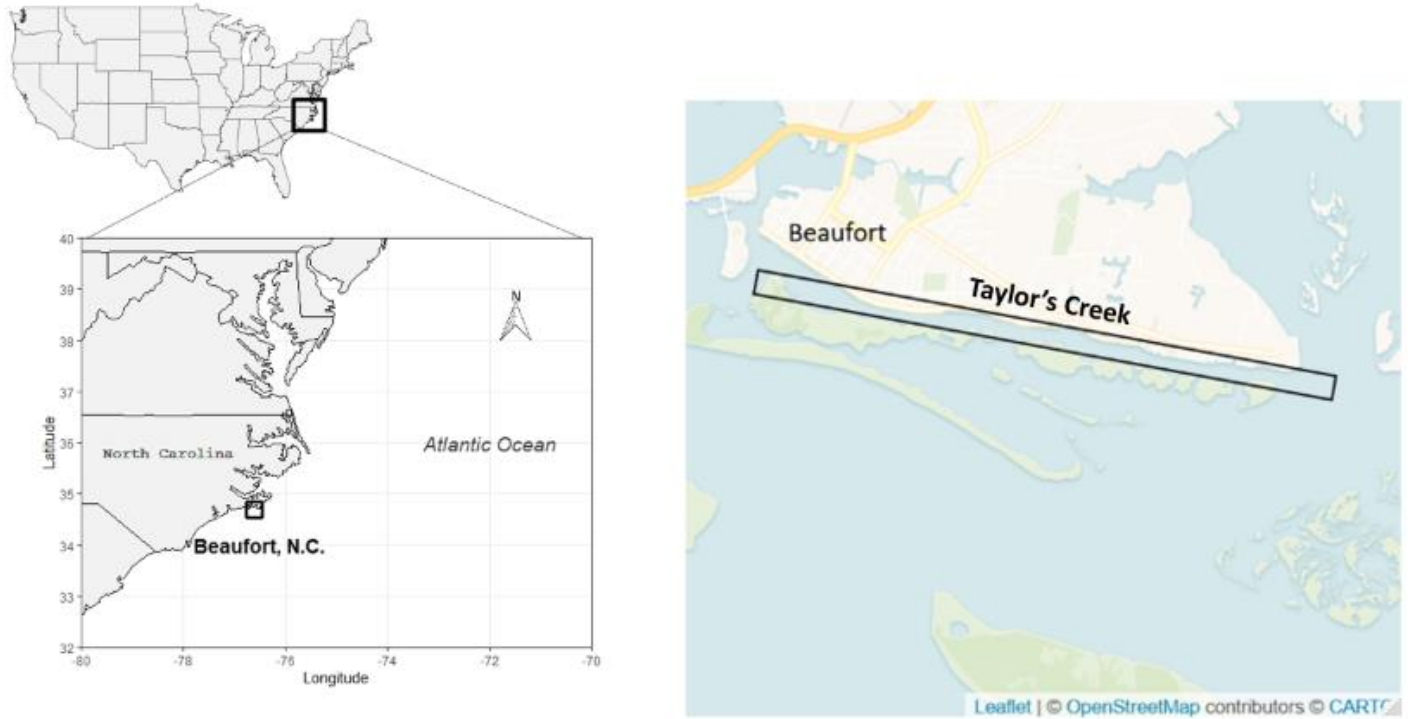 40
39
38
37
36
35
34
33
32
Latitude
N
North Carolina
Atlantic Ocean
Beaufort, N.C.
-80 -78 -76 -74 -72 -70
Longitude
Beaufort
Taylor's Creek
Leaflet | © OpenStreetMap contributors © CARTO